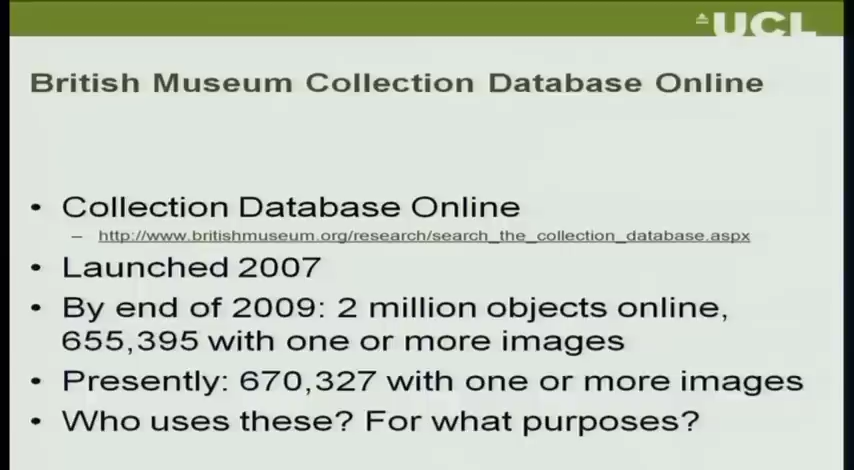 UCL
British Museum Collection Database Online
• Collection Database Online
– http://www.britishmuseum.org/research/search_the_collection_database.aspx
• Launched 2007
• By end of 2009: 2 million objects online,
655,395 with one or more images
• Presently: 670,327 with one or more images
• Who uses these? For what purposes?